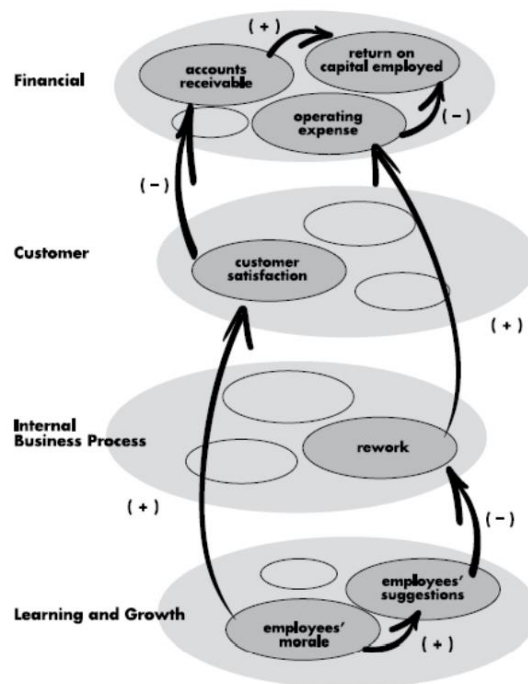 (+)
return on
capital employed
accounts
receivable
Financial
operating
expense
(–)
(–)
Customer
customer
satisfaction
(+)
Internal
Business Process
rework
(+)
(–)
employees'
suggestions
Learning and Growth
employees'
morale
(+)